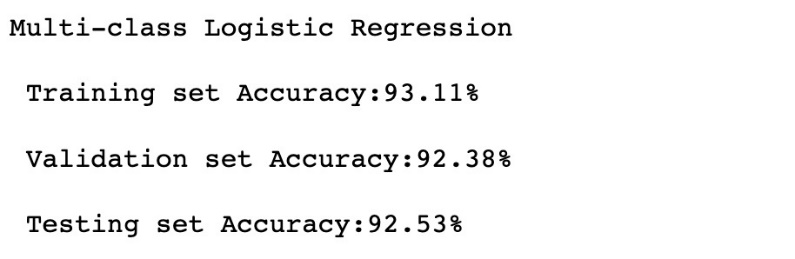 Multi-class Logistic Regression
Training set Accuracy:93.11%
Validation set Accuracy:92.38%
Testing set Accuracy:92.53%